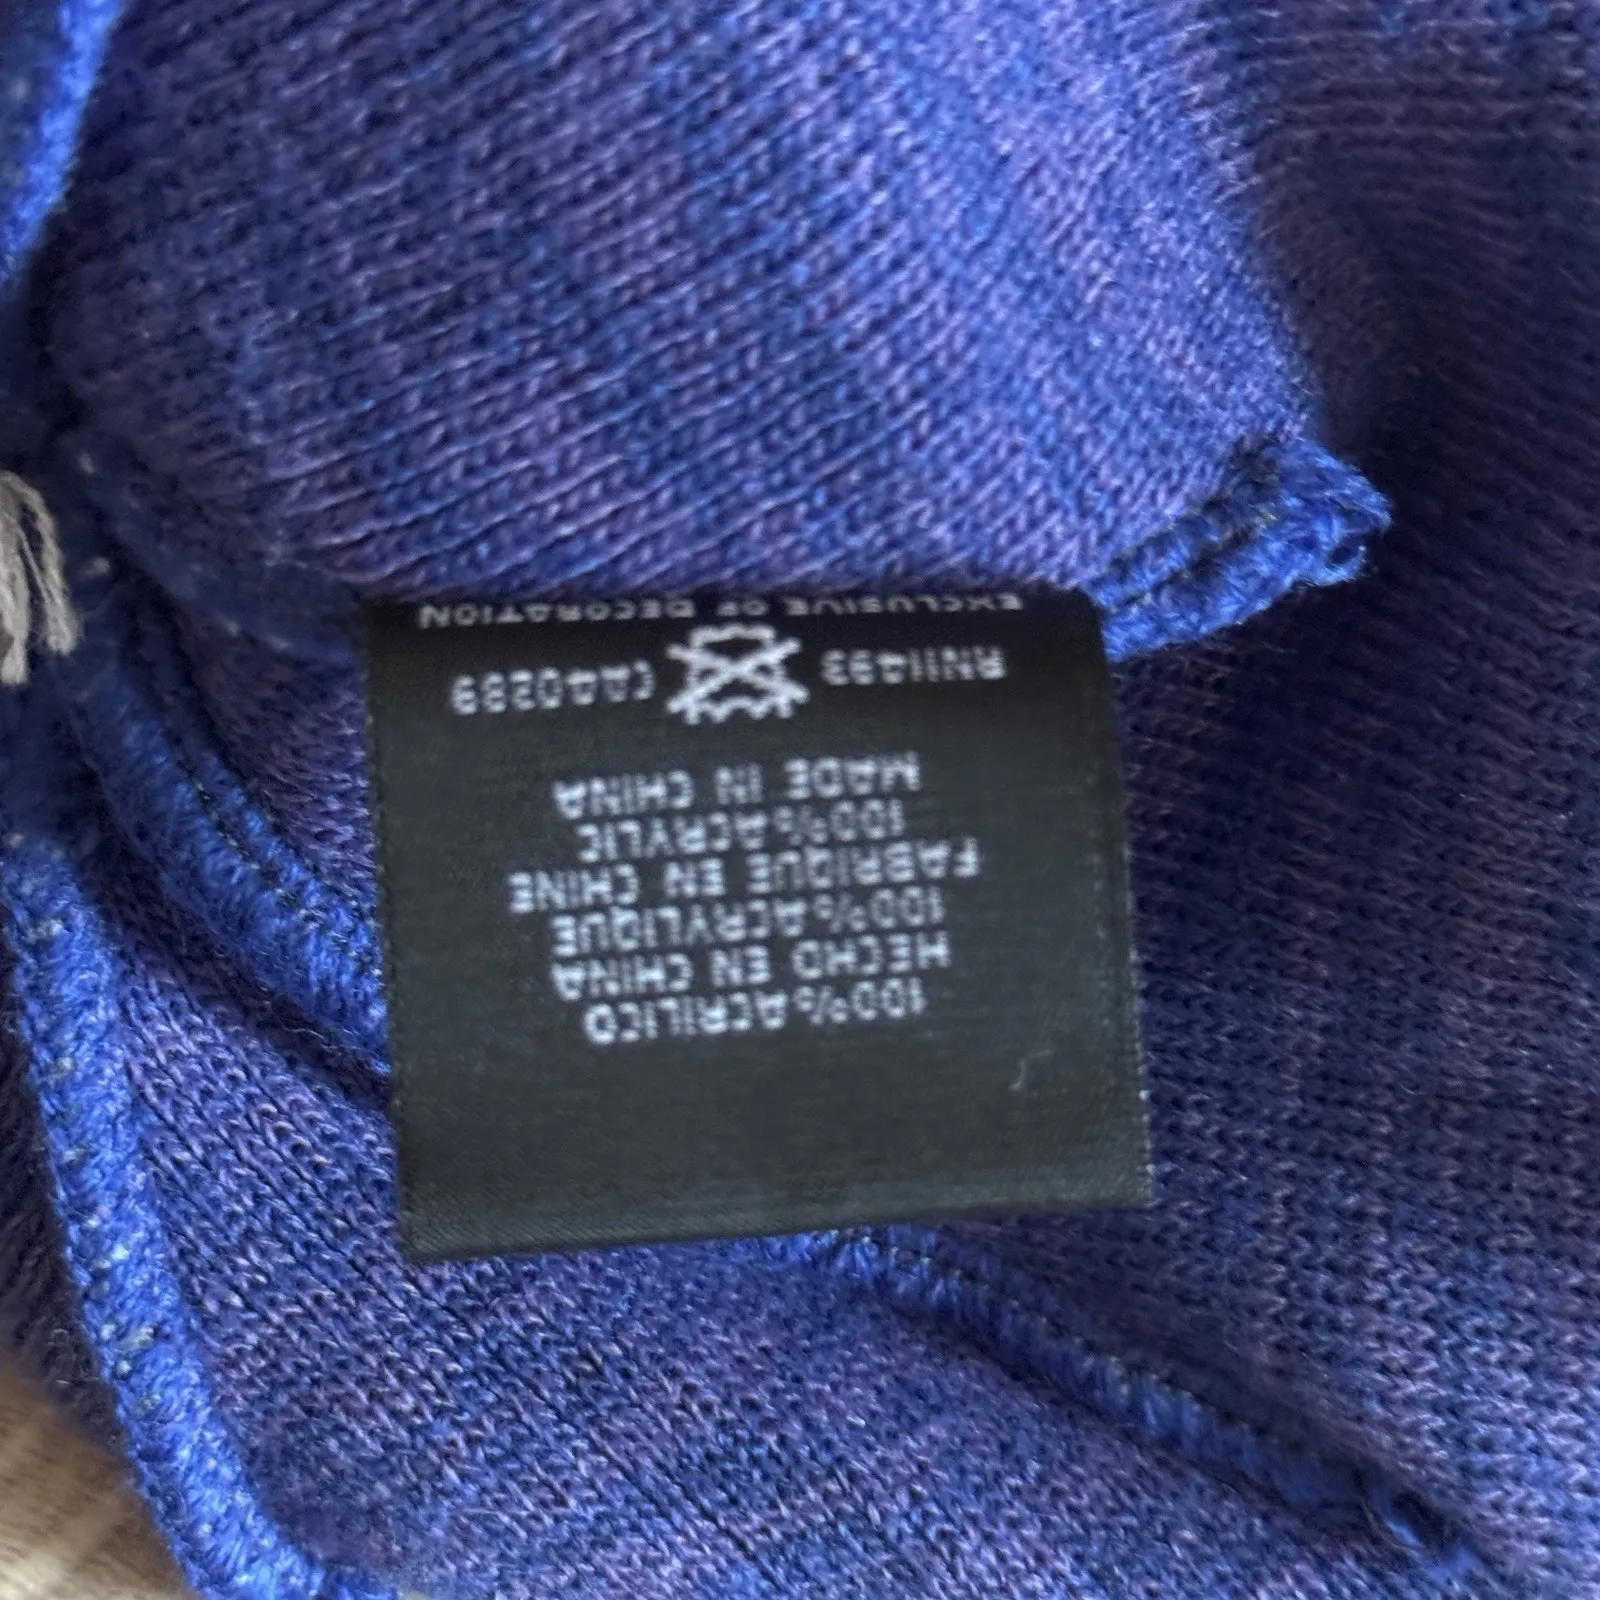 100% ACRILICO
HECHO EN CHINA
100% ACRYLIQUE
FABRIQUE EN CHINE
100% ACRYLIC
MADE IN CHINA
RN11493 CA40289
EXCLUSIVE OF DECORATION